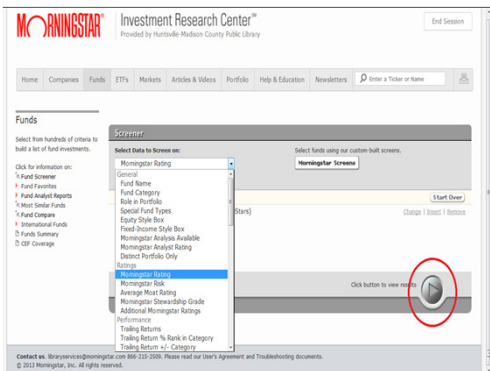 MORNINGSTAR®
Investment Research Center℠
Provided by Huntsville-Madison County Public Library
End Session
Home Companies Funds ETFs Markets Articles & Videos Portfolio Help & Education Newsletters Enter a Ticker or Name
Funds
Select from hundreds of criteria to
build a list of fund investments.
Click for information on:
Fund Screener
Fund Favorites
Fund Analyst Reports
Most Similar Funds
Fund Compare
International Funds
Funds Summary
CEF Coverage
Screener
Select Data to Screen on:
Morningstar Rating
General
Fund Name
Fund Category
Role in Portfolio
Special Fund Types
Equity Style Box
Fixed-Income Style Box
Morningstar Analysis Available
Morningstar Analyst Rating
Distinct Portfolio Only
Ratings
Morningstar Rating
Morningstar Risk
Average Moat Rating
Morningstar Stewardship Grade
Additional Morningstar Ratings
Performance
Trailing Returns
Trailing Return % Rank in Category
Trailing Return +/- Category
Select funds using our custom-built screens.
Morningstar Screens
Start Over
Stars)
Change | Insert | Remove
Click button to view results
Contact us. libraryservices@morningstar.com 866-215-2509. Please read our User's Agreement and Troubleshooting documents.
© 2013 Morningstar, Inc. All rights reserved.